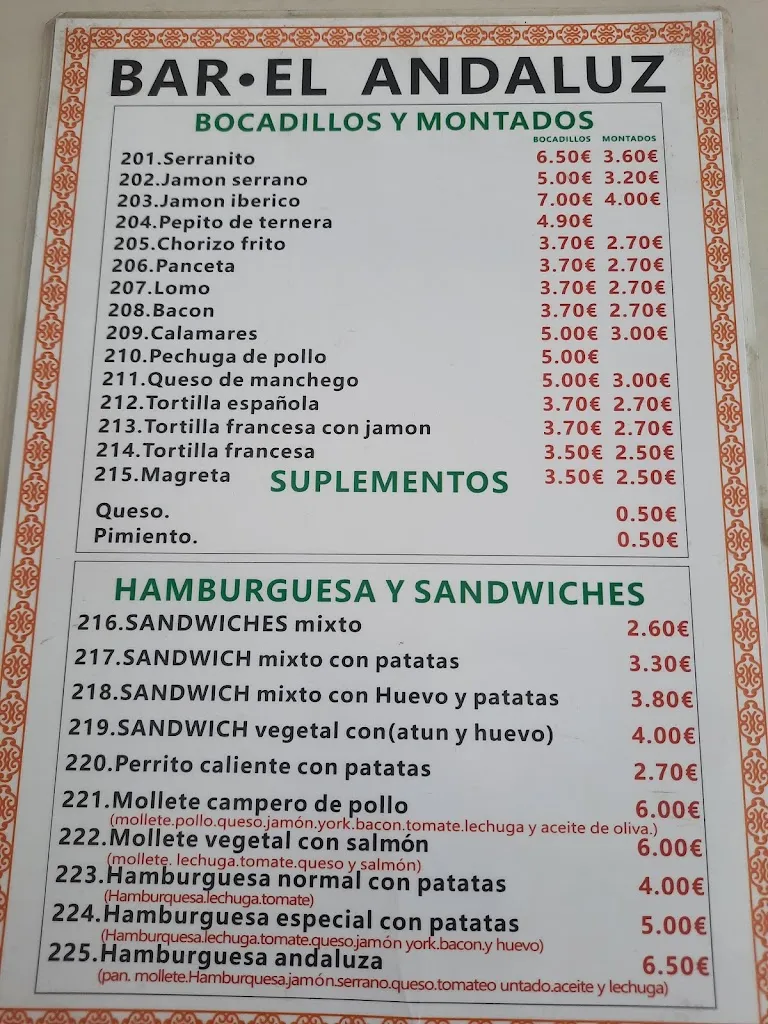 BAR•EL ANDALUZ
BOCADILLOS Y MONTADOS
BOCADILLOS MONTADOS
201.Serranito 6.50€ 3.60€
202.Jamon serrano 5.00€ 3.20€
203.Jamon iberico 7.00€ 4.00€
204.Pepito de ternera 4.90€
205.Chorizo frito 3.70€ 2.70€
206.Panceta 3.70€ 2.70€
207.Lomo 3.70€ 2.70€
208.Bacon 3.70€ 2.70€
209.Calamares 5.00€ 3.00€
210.Pechuga de pollo 5.00€
211.Queso de manchego 5.00€ 3.00€
212.Tortilla española 3.70€ 2.70€
213.Tortilla francesa con jamon 3.70€ 2.70€
214.Tortilla francesa 3.50€ 2.50€
215.Magreta 3.50€ 2.50€
SUPLEMENTOS
Queso. 0.50€
Pimiento. 0.50€
HAMBURGUESA Y SANDWICHES
216.SANDWICHES mixto 2.60€
217.SANDWICH mixto con patatas 3.30€
218.SANDWICH mixto con Huevo y patatas 3.80€
219.SANDWICH vegetal con(atun y huevo) 4.00€
220.Perrito caliente con patatas 2.70€
221.Mollete campero de pollo 6.00€
(mollete.pollo.queso.jamón.york.bacon.tomate.lechuga y aceite de oliva.)
222.Mollete vegetal con salmón 6.00€
(mollete. lechuga.tomate.queso y salmón)
223.Hamburguesa normal con patatas 4.00€
(Hamburquesa.lechuga.tomate)
224.Hamburguesa especial con patatas 5.00€
(Hamburquesa.lechuga.tomate.queso.jamón york.bacon.y huevo)
225.Hamburguesa andaluza 6.50€
(pan. mollete.Hamburquesa.jamón.serrano.queso.tomateo untado.aceite y lechuga)